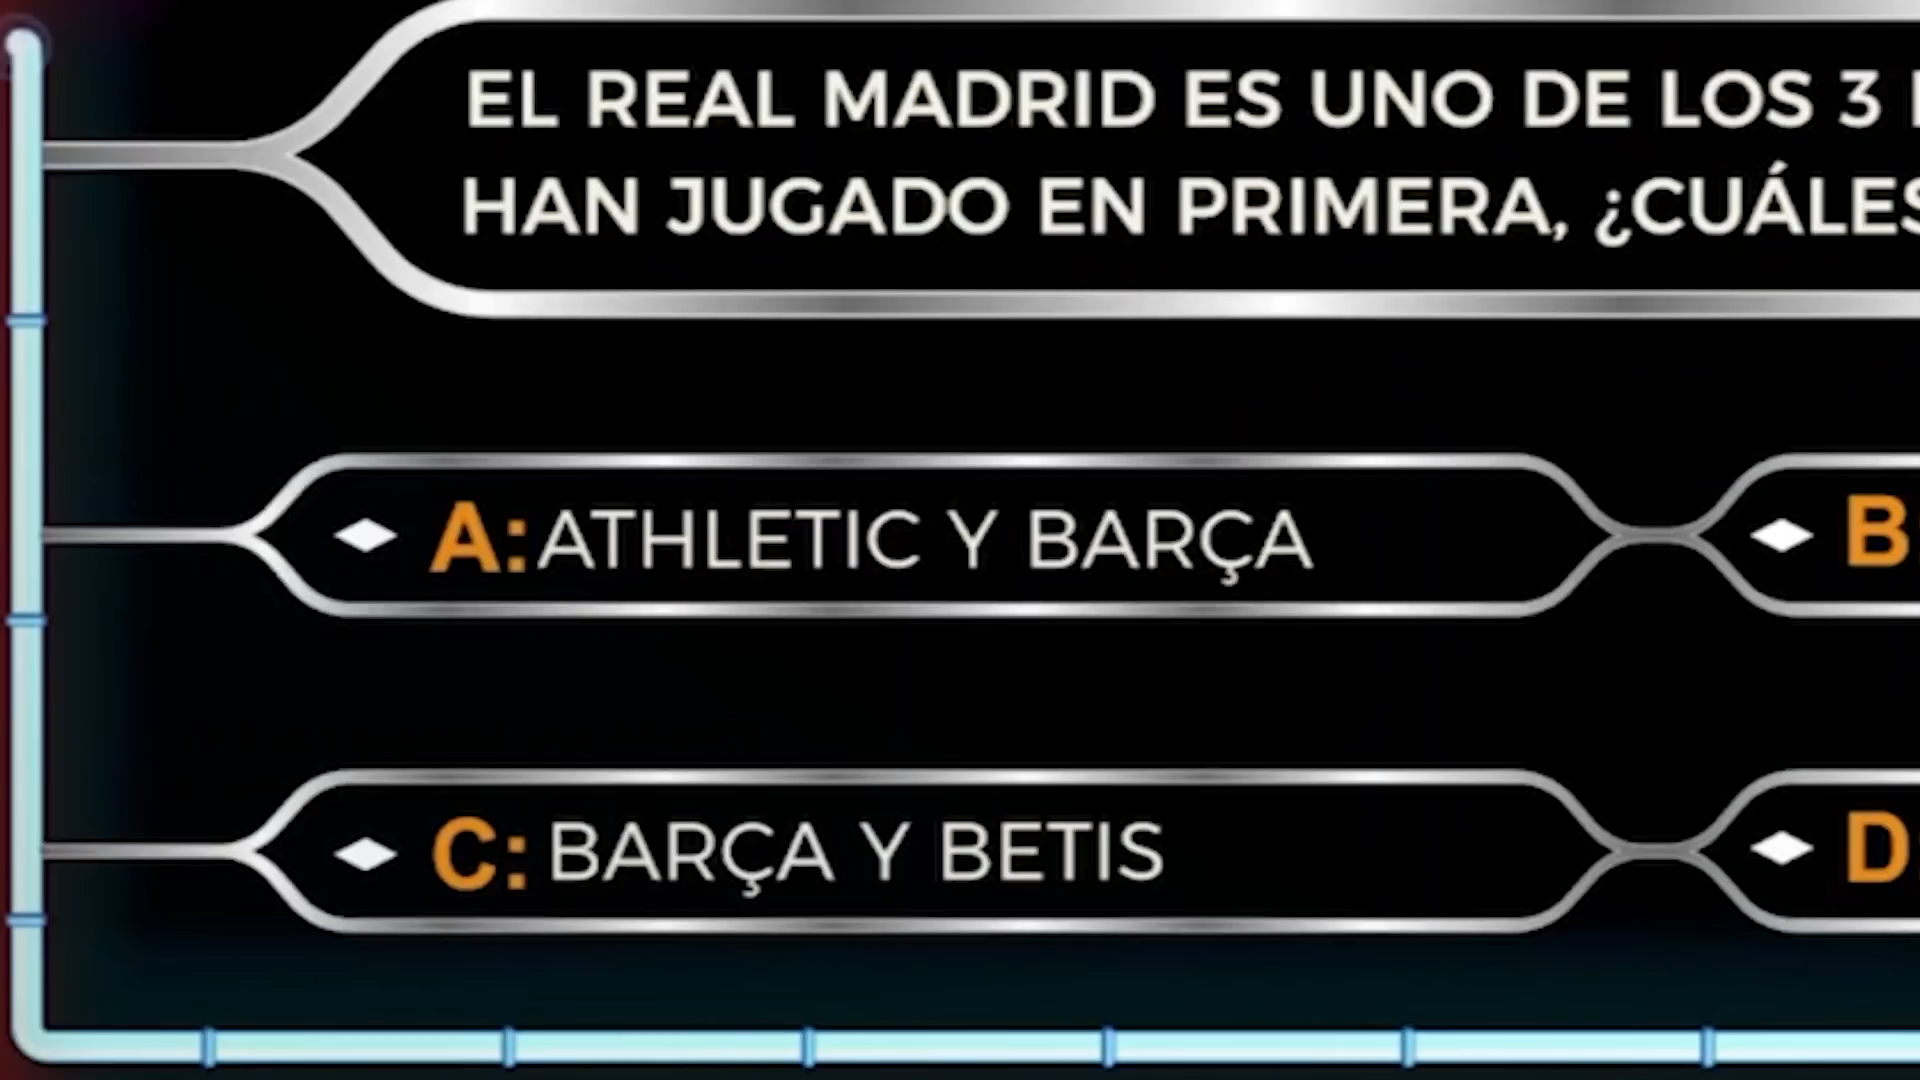 EL REAL MADRID ES UNO DE LOS 3
HAN JUGADO EN PRIMERA, ¿CUÁLES
A: ATHLETIC Y BARÇA
B
C: BARÇA Y BETIS
D